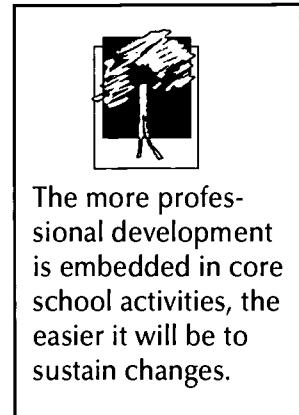 The more profes-
sional development
is embedded in core
school activities, the
easier it will be to
sustain changes.